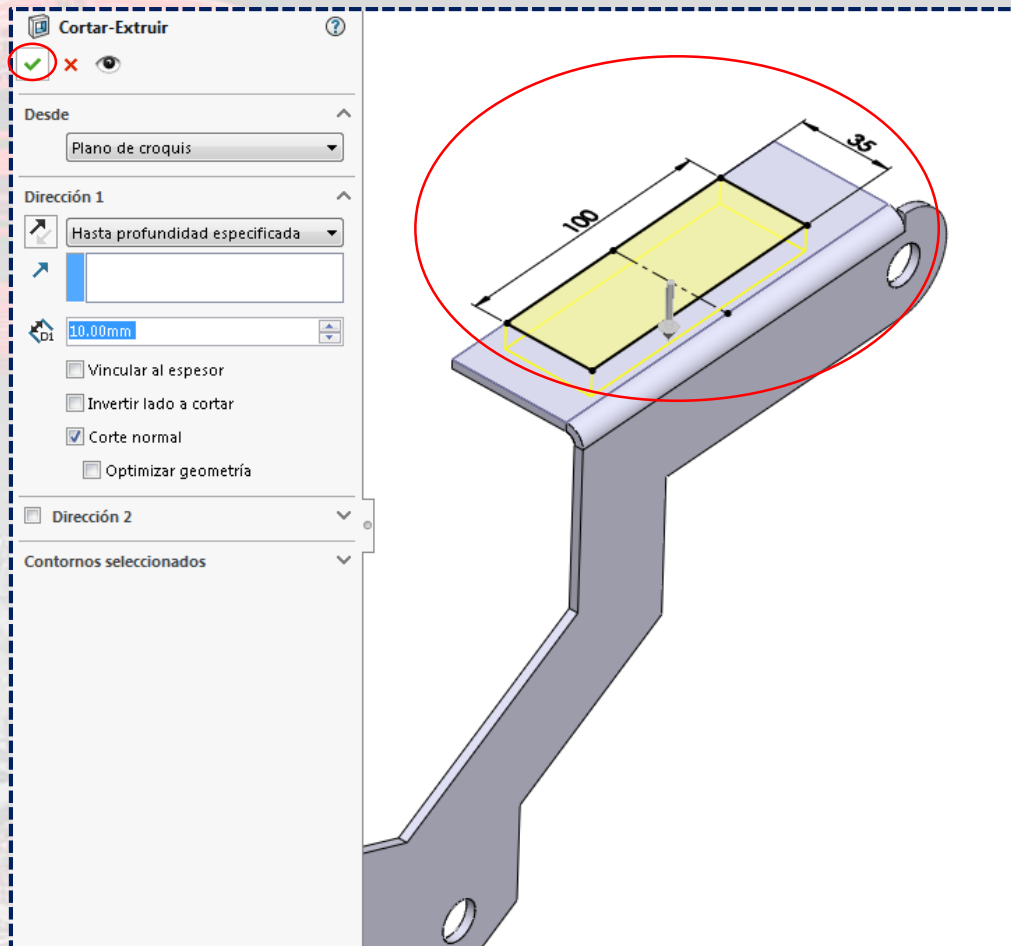 Cortar-Extruir
Desde
Plano de croquis
Dirección 1
Hasta profundidad especificada
D1
10.00mm
Vincular al espesor
Invertir lado a cortar
Corte normal
Optimizar geometría
Dirección 2
Contornos seleccionados
35
100